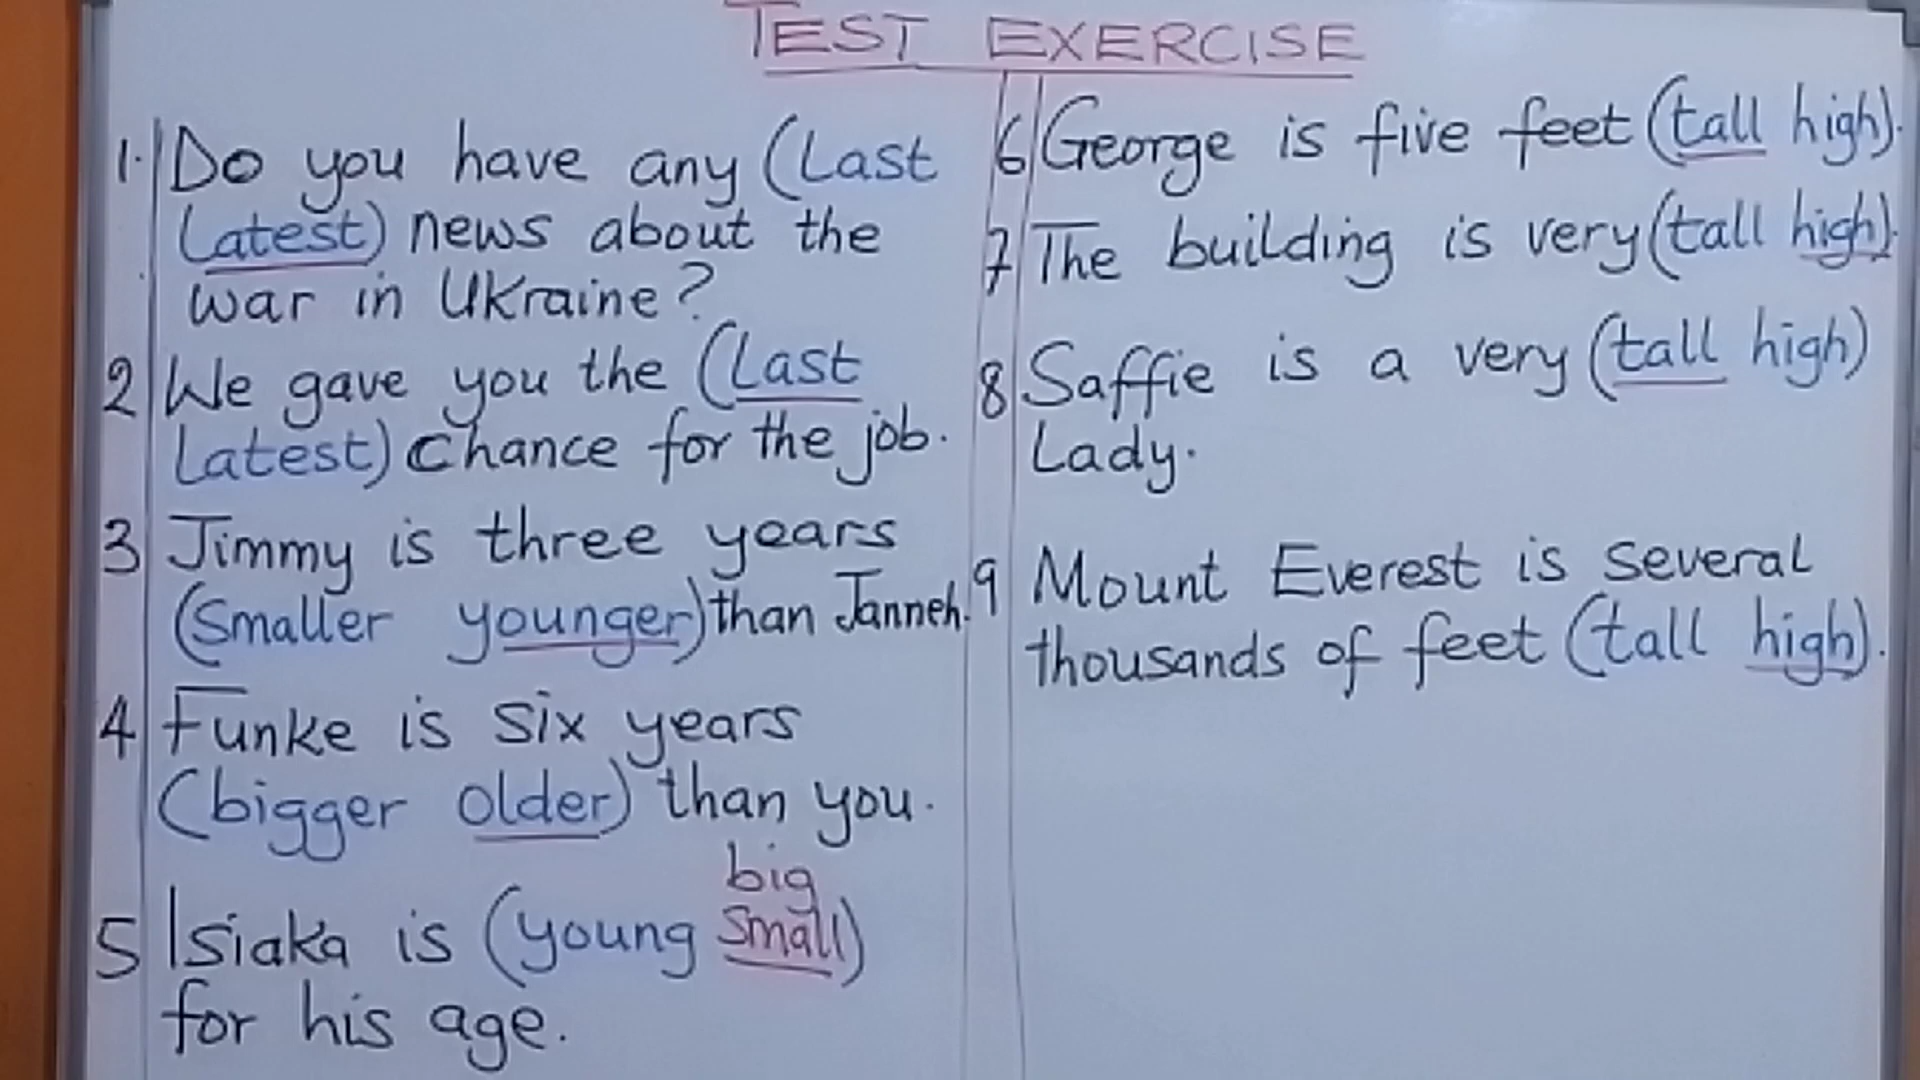 TEST EXERCISE
1. Do you have any (Last
Latest) news about the
war in Ukraine?
2 We gave you the (Last
Latest) Chance for the job.
3 Jimmy is three years
(Smaller younger) than Janneh.
4 Funke is six years
(bigger older) than you.
big
5 Isiaka is (young small)
for his age.
6 George is five feet (tall high).
7 The building is very (tall high).
8 Saffie is a very (tall high)
Lady.
9 Mount Everest is several
thousands of feet (tall high).